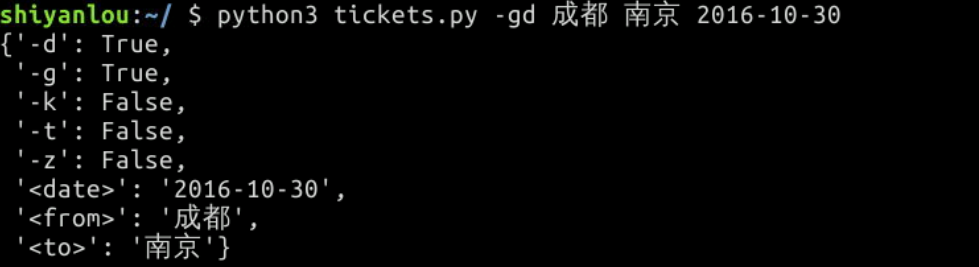 shiyanlou:~/ $ python3 tickets.py -gd 成都 南京 2016-10-30
{'-d': True,
 '-g': True,
 '-k': False,
 '-t': False,
 '-z': False,
 '<date>': '2016-10-30',
 '<from>': '成都',
 '<to>': '南京'}